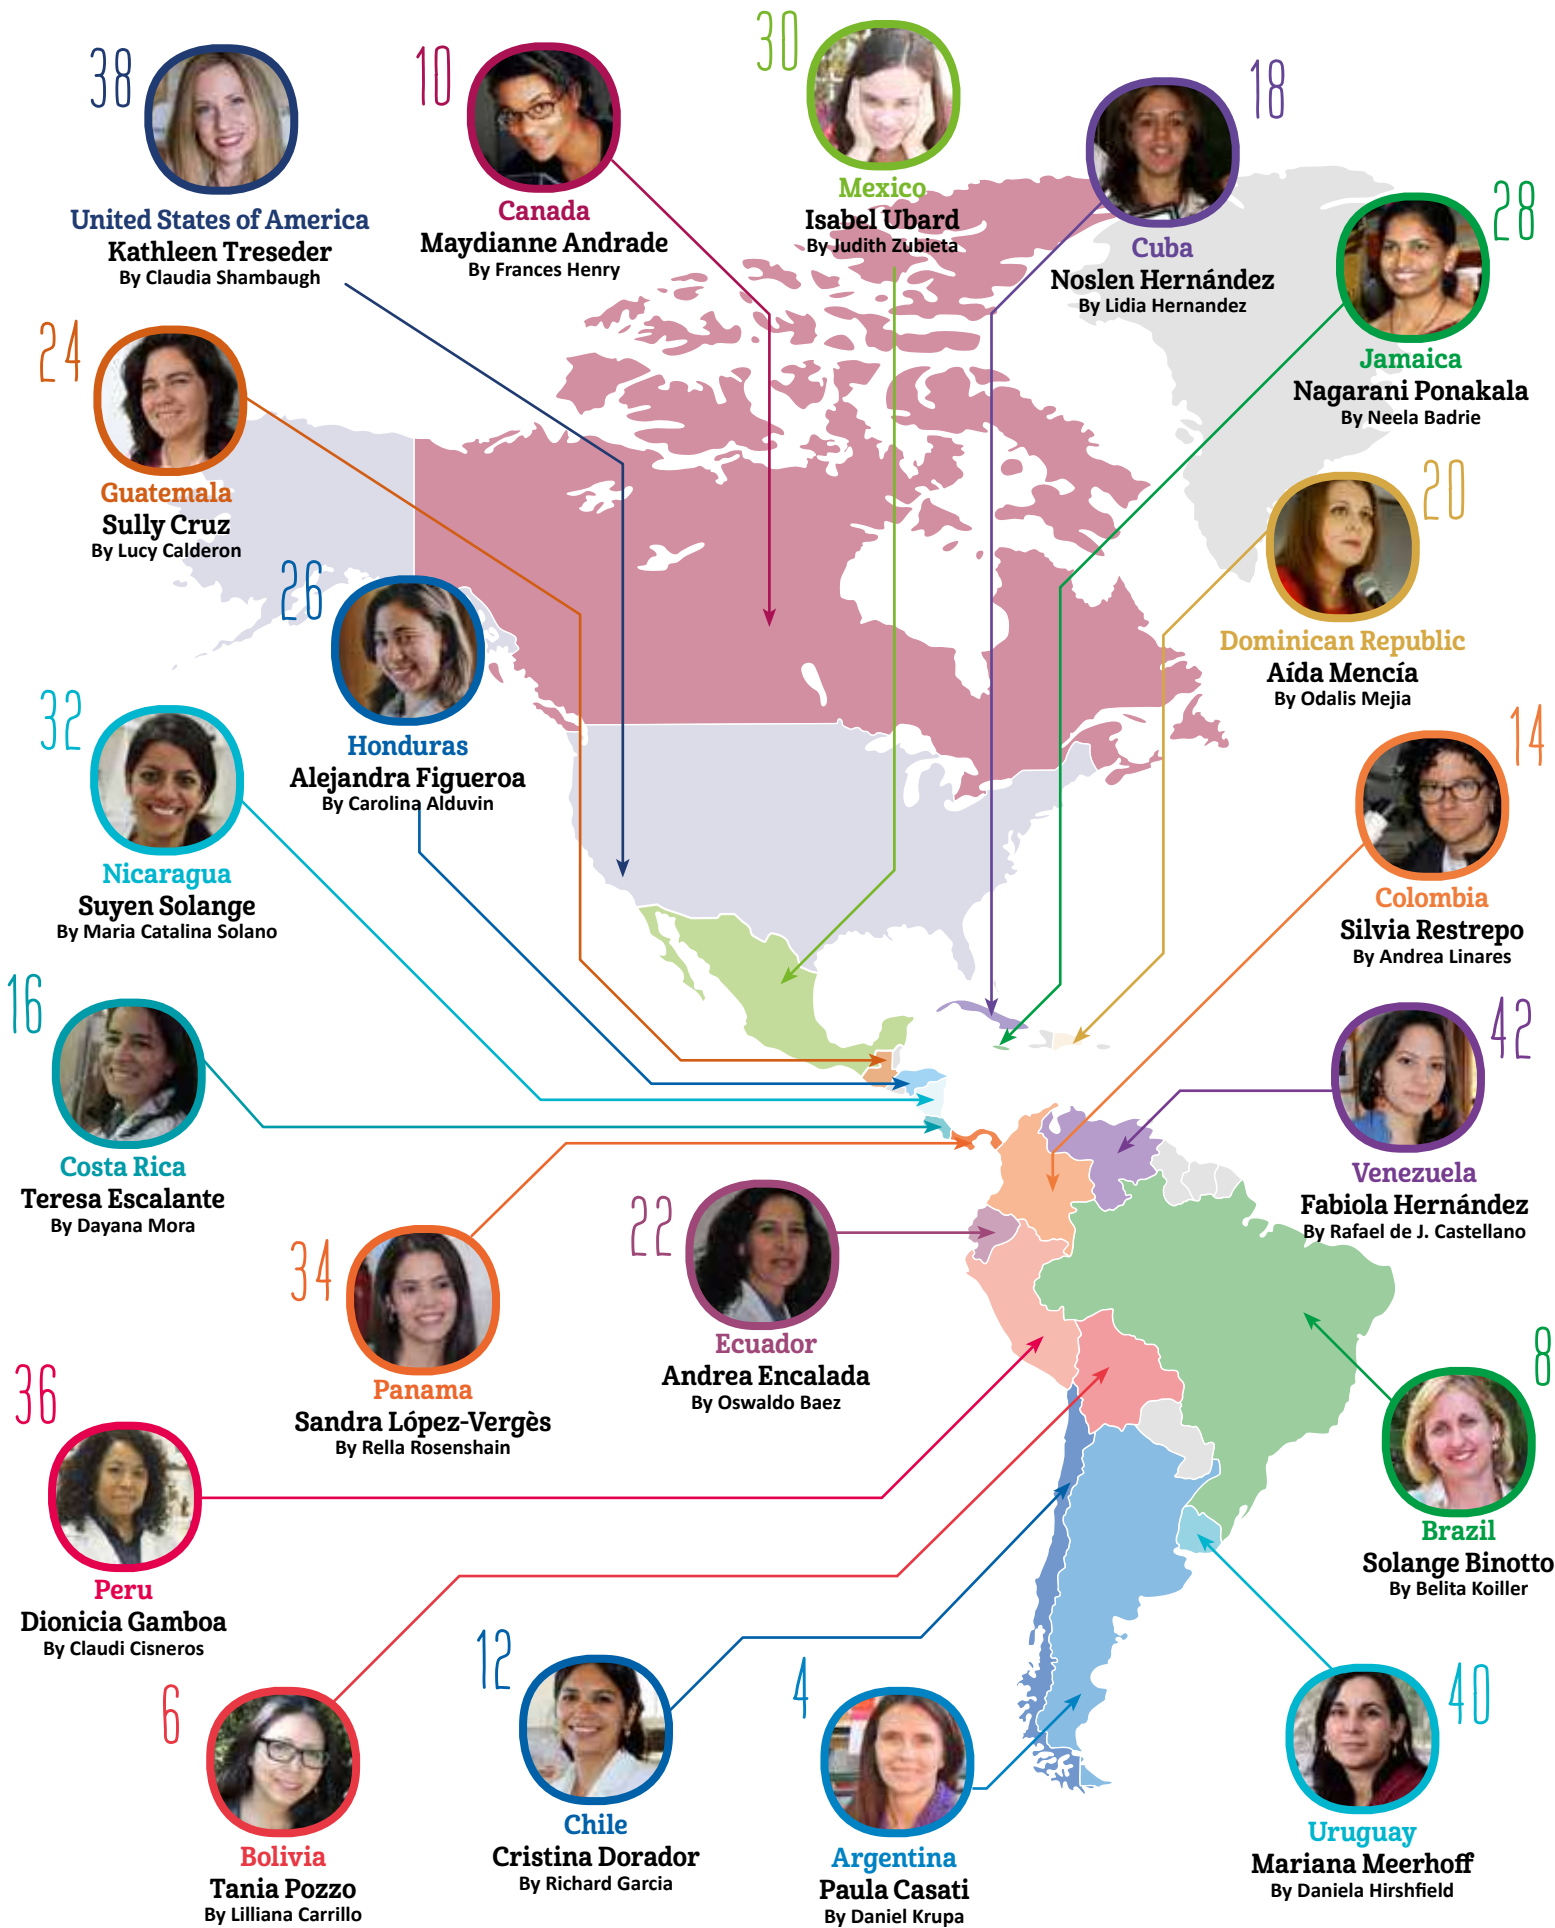 38
United States of America
Kathleen Treseder
By Claudia Shambaugh
10
Canada
Maydianne Andrade
By Frances Henry
30
Mexico
Isabel Ubard
By Judith Zubieta
18
Cuba
Noslen Hernández
By Lidia Hernandez
28
Jamaica
Nagarani Ponakala
By Neela Badrie
24
Guatemala
Sully Cruz
By Lucy Calderon
20
Dominican Republic
Aída Mencía
By Odalis Mejia
26
Honduras
Alejandra Figueroa
By Carolina Alduvin
32
Nicaragua
Suyen Solange
By Maria Catalina Solano
14
Colombia
Silvia Restrepo
By Andrea Linares
16
Costa Rica
Teresa Escalante
By Dayana Mora
42
Venezuela
Fabiola Hernández
By Rafael de J. Castellano
34
Panama
Sandra López-Vergès
By Rella Rosenshain
22
Ecuador
Andrea Encalada
By Oswaldo Baez
8
Brazil
Solange Binotto
By Belita Koiller
36
Peru
Dionicia Gamboa
By Claudi Cisneros
6
Bolivia
Tania Pozzo
By Lilliana Carrillo
12
Chile
Cristina Dorador
By Richard Garcia
4
Argentina
Paula Casati
By Daniel Krupa
40
Uruguay
Mariana Meerhoff
By Daniela Hirshfield